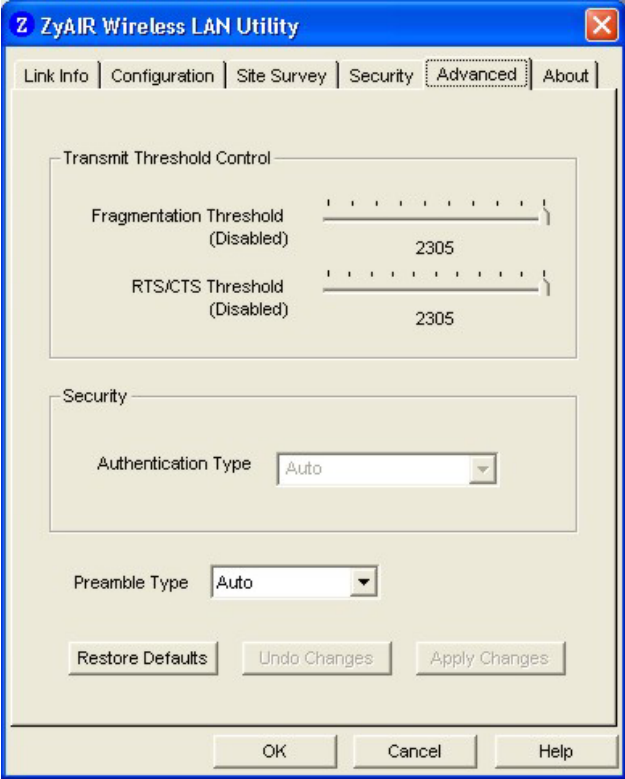 Z ZyAIR Wireless LAN Utility
Link Info Configuration Site Survey Security Advanced About
Transmit Threshold Control
Fragmentation Threshold
(Disabled)
2305
RTS/CTS Threshold
(Disabled)
2305
Security
Authentication Type Auto
Preamble Type Auto
Restore Defaults Undo Changes Apply Changes
OK Cancel Help